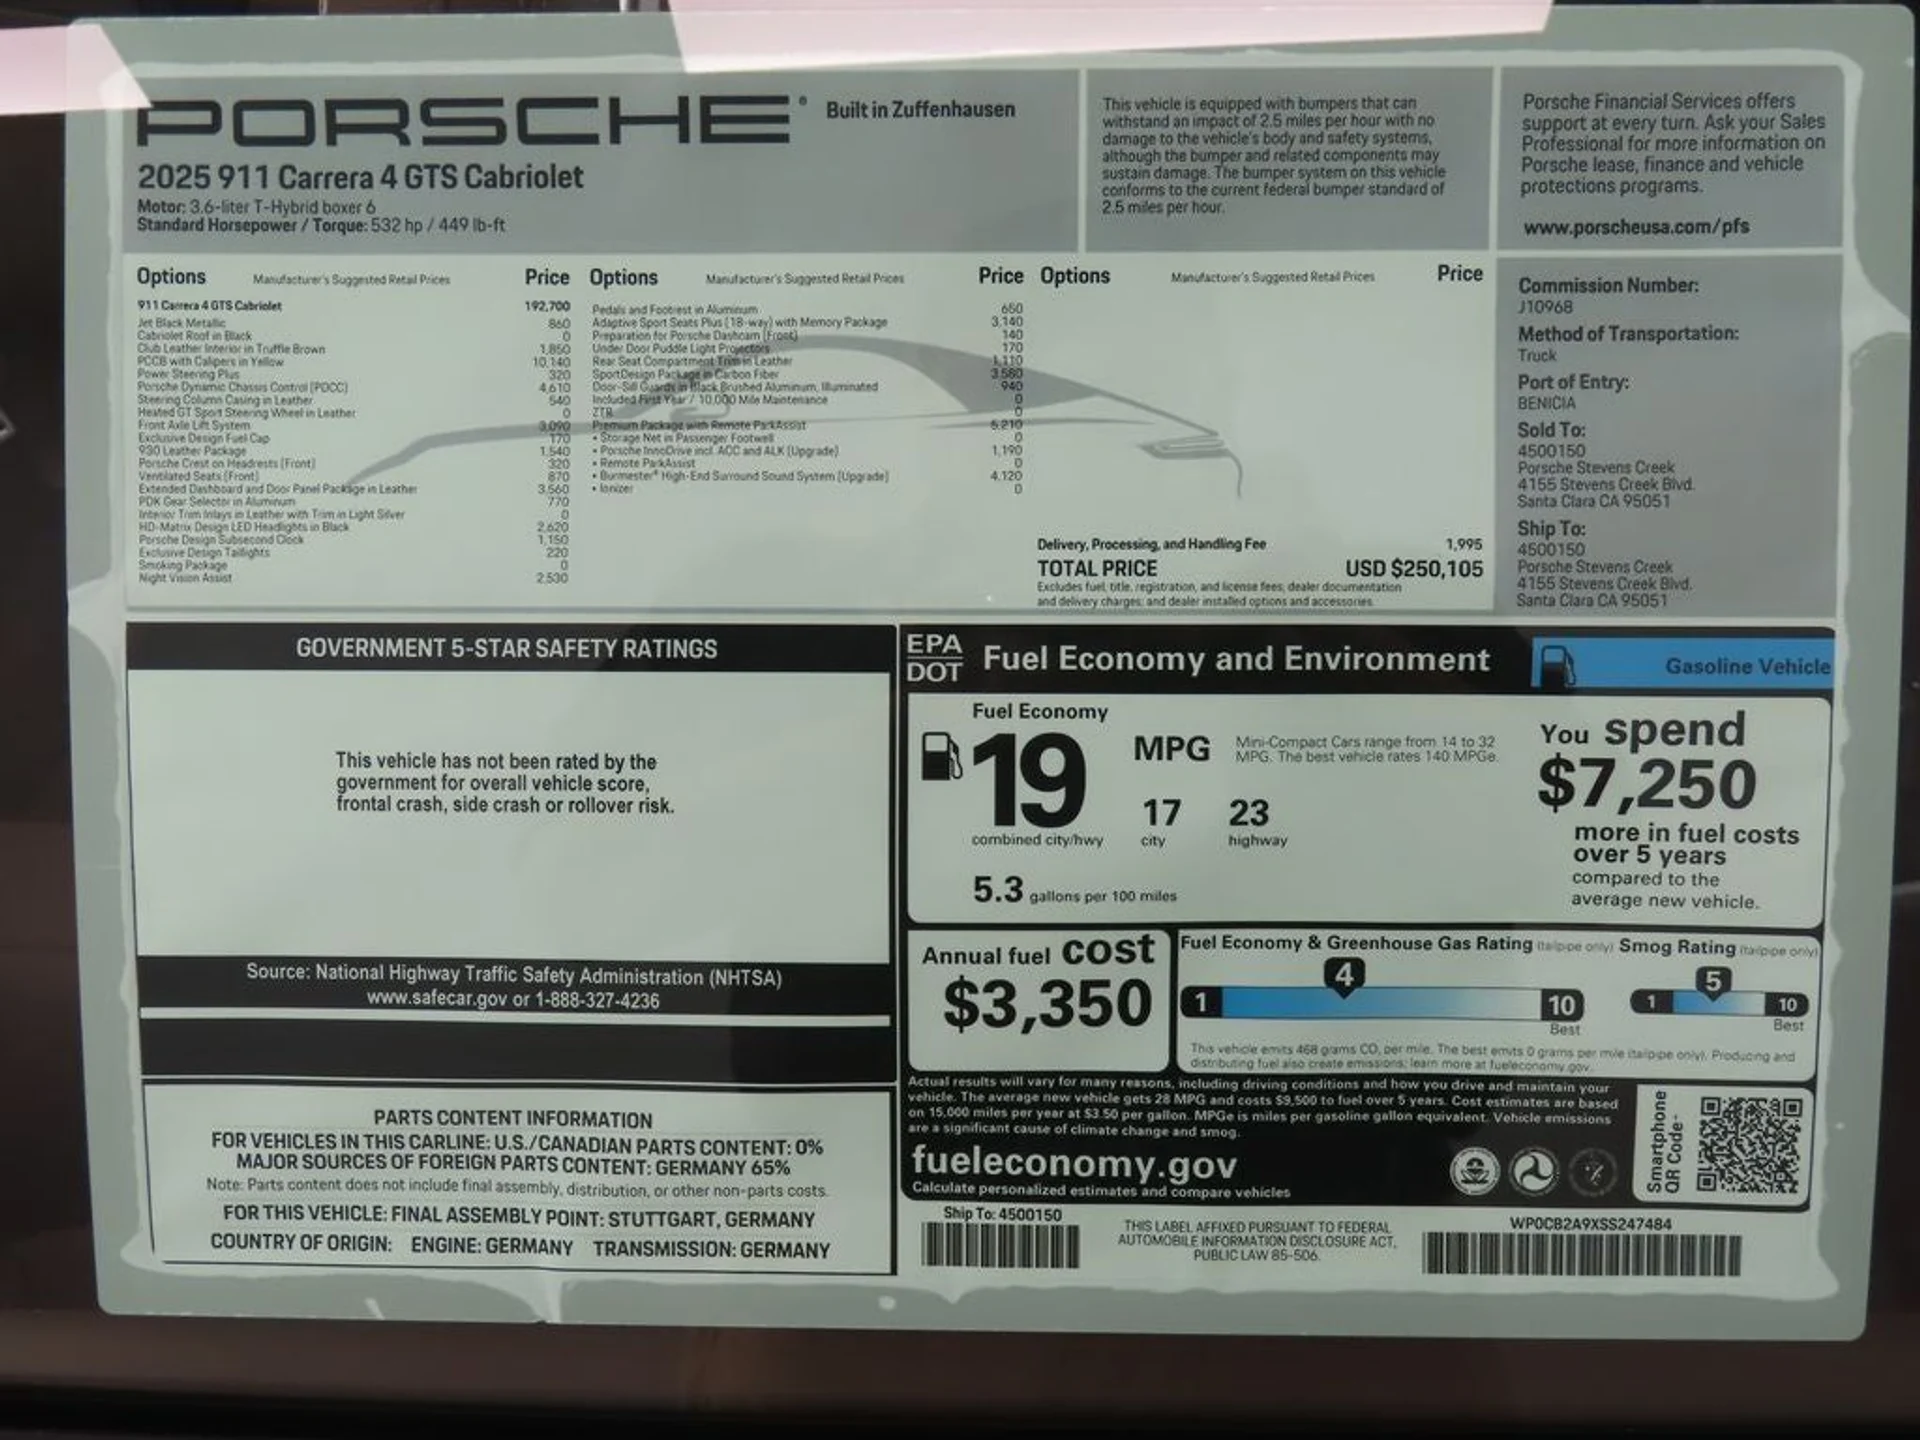 PORSCHE®
Built in Zuffenhausen
2025 911 Carrera 4 GTS Cabriolet
Motor: 3.6-liter T-Hybrid boxer 6
Standard Horsepower / Torque: 532 hp / 449 lb-ft
This vehicle is equipped with bumpers that can
withstand an impact of 2.5 miles per hour with no
damage to the vehicle's body and safety systems,
although the bumper and related components may
sustain damage. The bumper system on this vehicle
conforms to the current federal bumper standard of
2.5 miles per hour.
Porsche Financial Services offers
support at every turn. Ask your Sales
Professional for more information on
Porsche lease, finance and vehicle
protections programs.
www.porscheusa.com/pfs
Options Manufacturer's Suggested Retail Prices Price
911 Carrera 4 GTS Cabriolet 192,700
Jet Black Metallic 860
Cabriolet Roof in Black 0
Club Leather Interior in Truffle Brown 1,850
PCCB with Calipers in Yellow 10,140
Power Steering Plus 320
Porsche Dynamic Chassis Control (PDCC) 4,610
Steering Column Casing in Leather 540
Heated GT Sport Steering Wheel in Leather 0
Front Axle Lift System 3,090
Exclusive Design Fuel Cap 170
930 Leather Package 1,540
Porsche Crest on Headrests (Front) 320
Ventilated Seats (Front) 870
Extended Dashboard and Door Panel Package in Leather 3,560
PDK Gear Selector in Aluminum 770
Interior Trim Inlays in Leather with Trim in Light Silver 0
HD-Matrix Design LED Headlights in Black 2,620
Porsche Design Subsecond Clock 1,150
Exclusive Design Taillights 220
Smoking Package 0
Night Vision Assist 2,530
Options Manufacturer's Suggested Retail Prices Price
Pedals and Footrest in Aluminum 650
Adaptive Sport Seats Plus (18-way) with Memory Package 3,140
Preparation for Porsche Dashcam (Front) 140
Under Door Puddle Light Projectors 170
Rear Seat Compartment Trim in Leather 1,110
SportDesign Package in Carbon Fiber 3,580
Door-Sill Guards in Black Brushed Aluminum, Illuminated 940
Included First Year / 10,000 Mile Maintenance 0
ZTR 0
Premium Package with Remote ParkAssist 5,210
• Storage Net in Passenger Footwell 0
• Porsche InnoDrive incl. ACC and ALK (Upgrade) 1,190
• Remote ParkAssist 0
• Burmester® High-End Surround Sound System (Upgrade) 4,120
• Ionizer 0
Options Manufacturer's Suggested Retail Prices Price
Delivery, Processing, and Handling Fee 1,995
TOTAL PRICE USD $250,105
Excludes fuel, title, registration, and license fees, dealer documentation
and delivery charges; and dealer installed options and accessories.
Commission Number:
J10968
Method of Transportation:
Truck
Port of Entry:
BENICIA
Sold To:
4500150
Porsche Stevens Creek
4155 Stevens Creek Blvd.
Santa Clara CA 95051
Ship To:
4500150
Porsche Stevens Creek
4155 Stevens Creek Blvd.
Santa Clara CA 95051
GOVERNMENT 5-STAR SAFETY RATINGS
This vehicle has not been rated by the
government for overall vehicle score,
frontal crash, side crash or rollover risk.
Source: National Highway Traffic Safety Administration (NHTSA)
www.safecar.gov or 1-888-327-4236
PARTS CONTENT INFORMATION
FOR VEHICLES IN THIS CARLINE: U.S./CANADIAN PARTS CONTENT: 0%
MAJOR SOURCES OF FOREIGN PARTS CONTENT: GERMANY 65%
Note: Parts content does not include final assembly, distribution, or other non-parts costs.
FOR THIS VEHICLE: FINAL ASSEMBLY POINT: STUTTGART, GERMANY
COUNTRY OF ORIGIN: ENGINE: GERMANY TRANSMISSION: GERMANY
EPA
DOT
Fuel Economy and Environment
Gasoline Vehicle
Fuel Economy
19 MPG
Mini-Compact Cars range from 14 to 32
MPG. The best vehicle rates 140 MPGe.
17 23
combined city/hwy city highway
5.3 gallons per 100 miles
You spend
$7,250
more in fuel costs
over 5 years
compared to the
average new vehicle.
Annual fuel cost
$3,350
Fuel Economy & Greenhouse Gas Rating (tailpipe only)
4
1 10
Best
Smog Rating (tailpipe only)
5
1 10
Best
This vehicle emits 468 grams CO2 per mile. The best emits 0 grams per mile (tailpipe only). Producing and
distributing fuel also create emissions; learn more at fueleconomy.gov.
Actual results will vary for many reasons, including driving conditions and how you drive and maintain your
vehicle. The average new vehicle gets 28 MPG and costs $9,500 to fuel over 5 years. Cost estimates are based
on 15,000 miles per year at $3.50 per gallon. MPGe is miles per gasoline gallon equivalent. Vehicle emissions
are a significant cause of climate change and smog.
fueleconomy.gov
Calculate personalized estimates and compare vehicles
Smartphone
QR Code™
Ship To: 4500150
THIS LABEL AFFIXED PURSUANT TO FEDERAL
AUTOMOBILE INFORMATION DISCLOSURE ACT,
PUBLIC LAW 85-506.
WP0CB2A9XSS247484